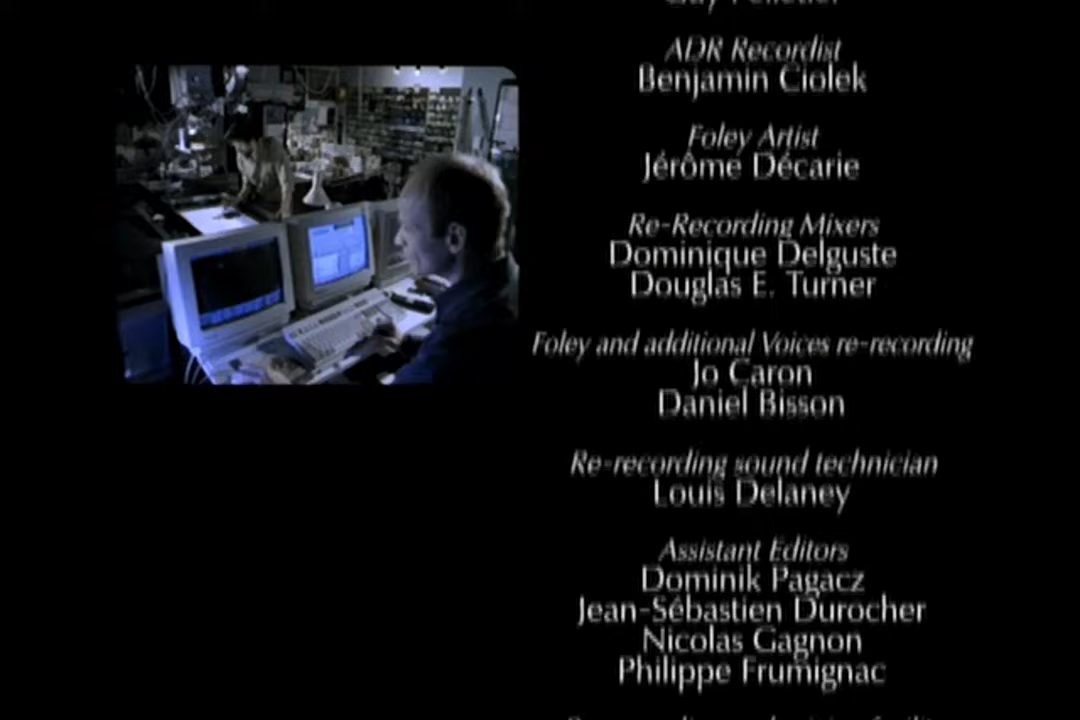 Guy Pelletier
ADR Recordist
Benjamin Ciolek
Foley Artist
Jérôme Décarie
Re-Recording Mixers
Dominique Delguste
Douglas E. Turner
Foley and additional Voices re-recording
Jo Caron
Daniel Bisson
Re-recording sound technician
Louis Delaney
Assistant Editors
Dominik Pagacz
Jean-Sébastien Durocher
Nicolas Gagnon
Philippe Frumignac